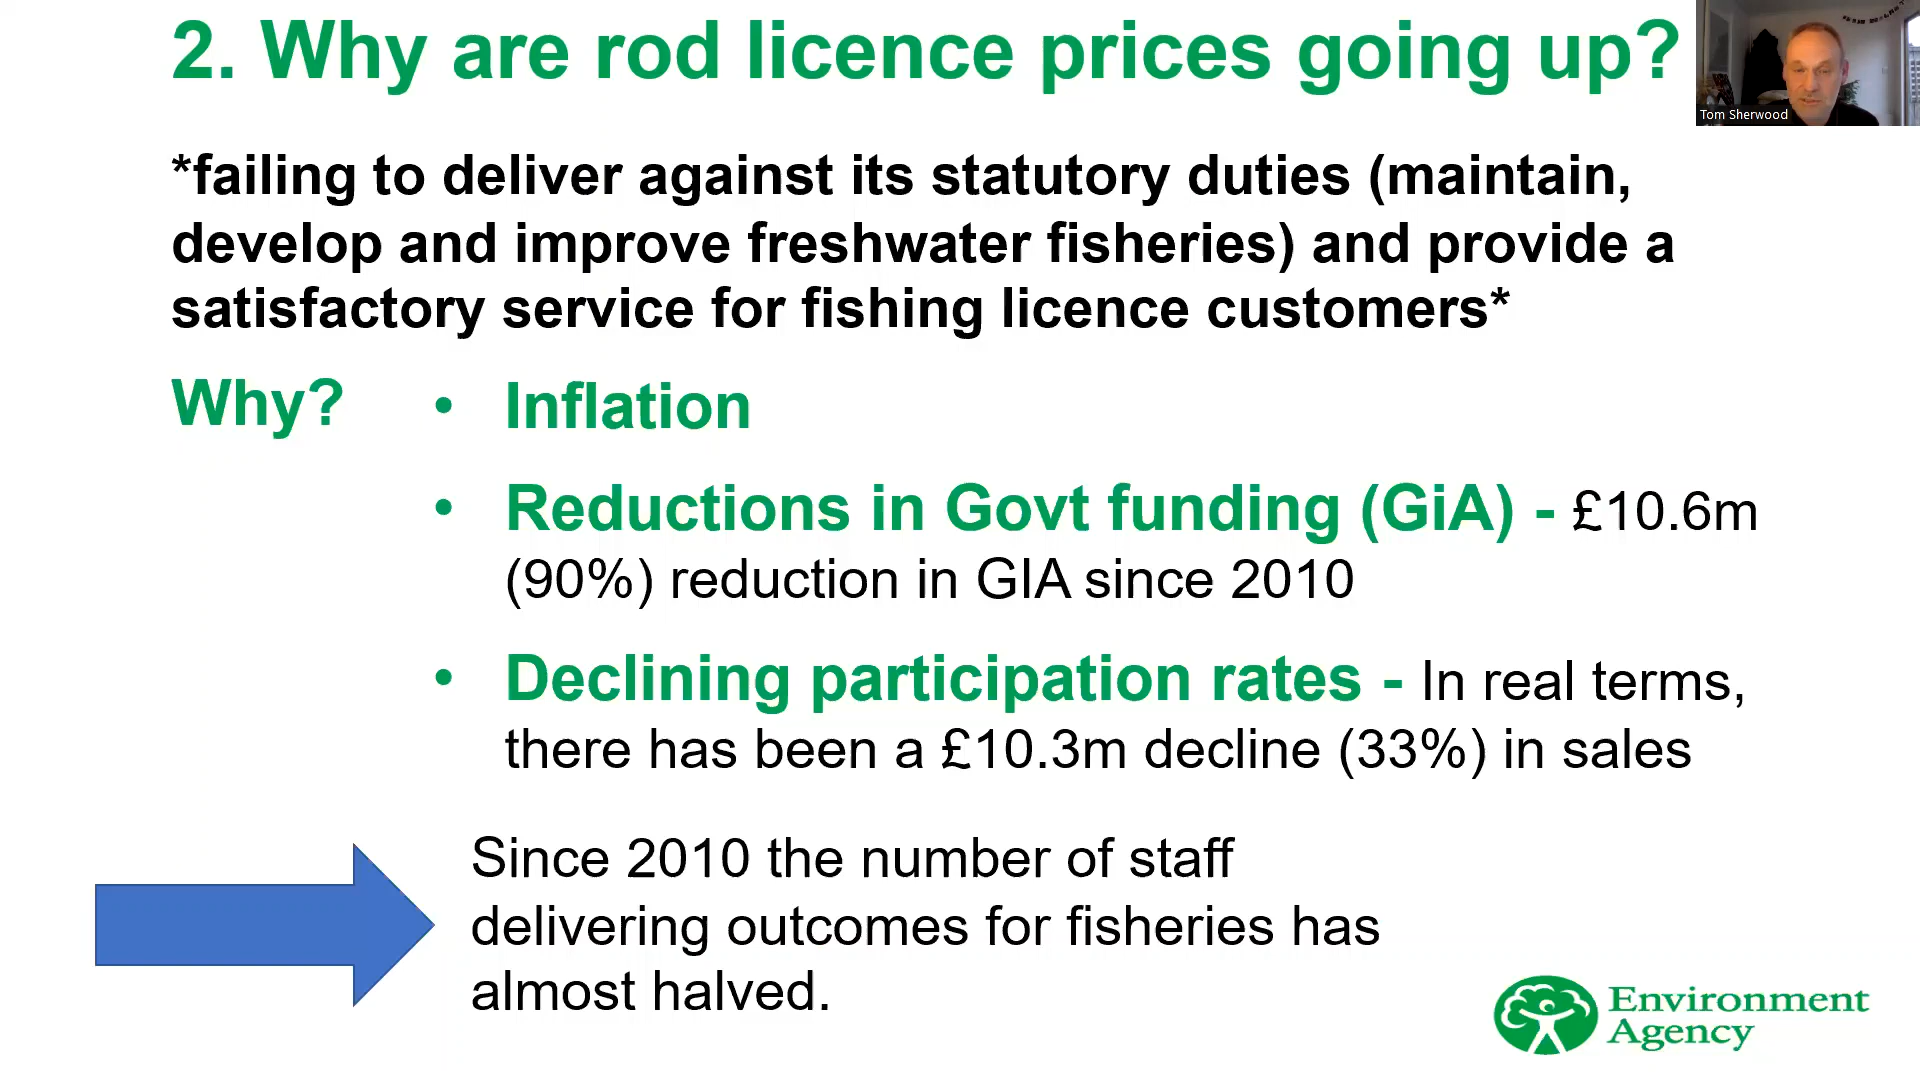 2. Why are rod licence prices going up?
Tom Sherwood
*failing to deliver against its statutory duties (maintain,
develop and improve freshwater fisheries) and provide a
satisfactory service for fishing licence customers*
Why?
• Inflation
• Reductions in Govt funding (GiA) - £10.6m
(90%) reduction in GIA since 2010
• Declining participation rates - In real terms,
there has been a £10.3m decline (33%) in sales
Since 2010 the number of staff
delivering outcomes for fisheries has
almost halved.
Environment
Agency